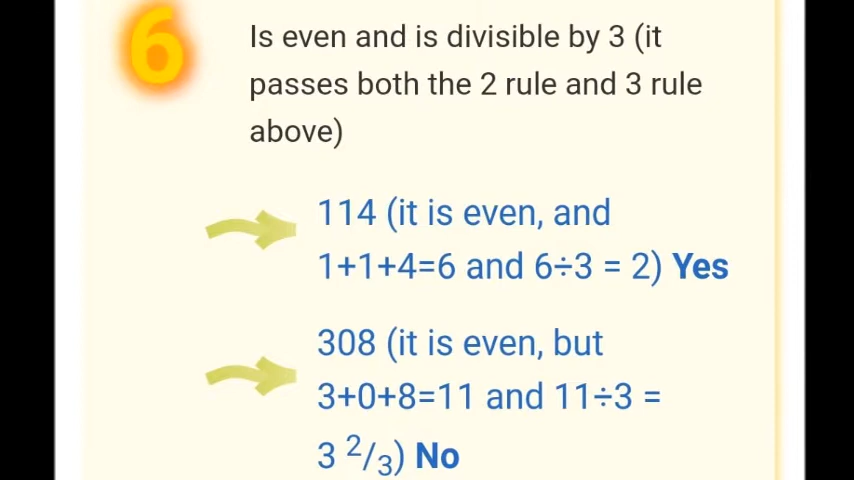 6
Is even and is divisible by 3 (it
passes both the 2 rule and 3 rule
above)
114 (it is even, and
1+1+4=6 and 6÷3 = 2) Yes
308 (it is even, but
3+0+8=11 and 11÷3 =
3 2/3) No